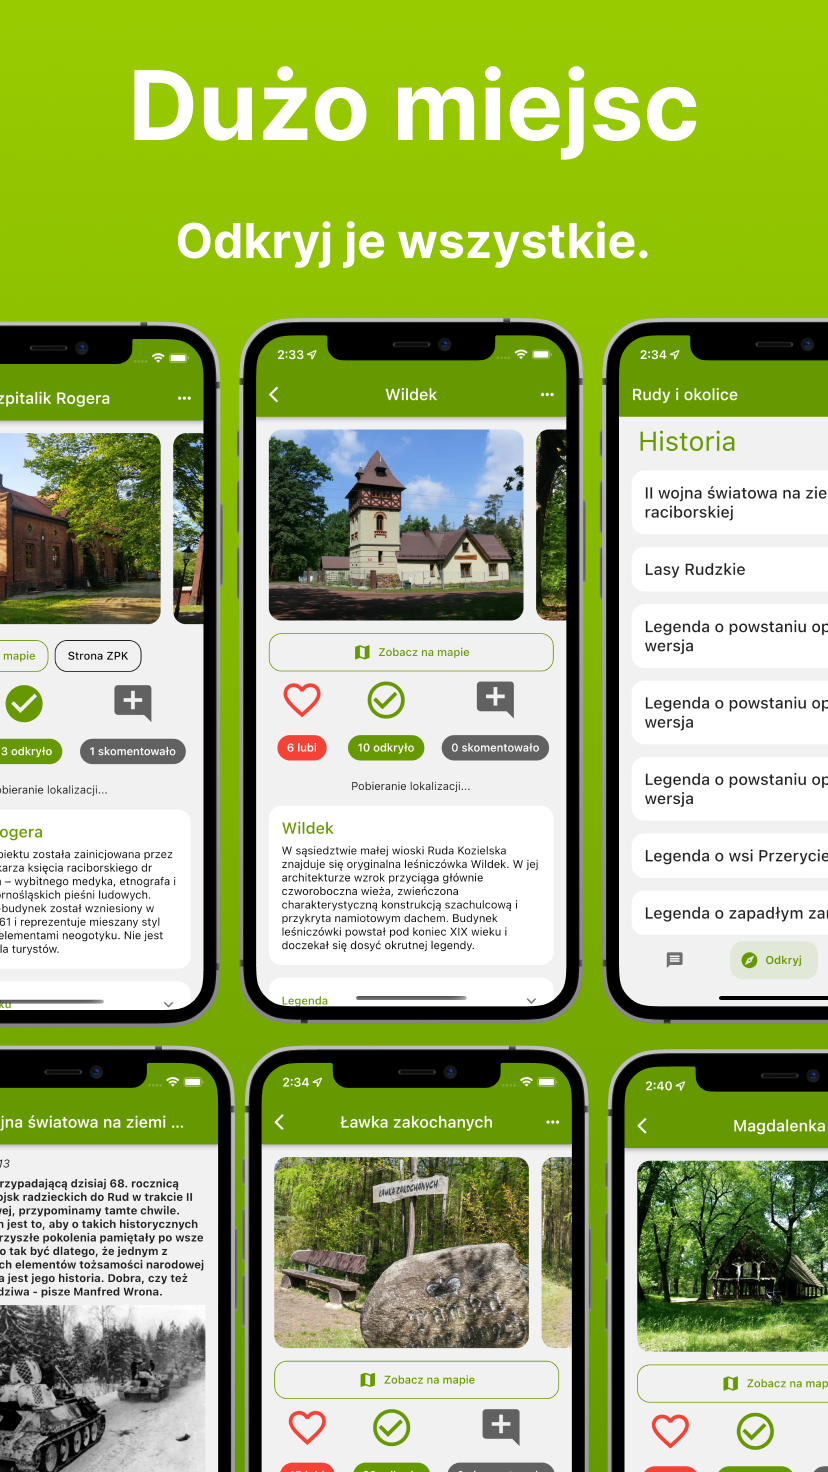 Dużo miejsc
Odkryj je wszystkie.
zpitalik Rogera
mapie
Strona ZPK
3 odkryło
1 skomentowało
bieranie lokalizacji...
ogera
piektu została zainicjowana przez
karza księcia raciborskiego dr
– wybitnego medyka, etnografa i
órnośląskich pieśni ludowych.
-budynek został wzniesiony w
61 i reprezentuje mieszany styl
elementami neogotyku. Nie jest
la turystów.
2:33
Wildek
Zobacz na mapie
6 lubi
10 odkryło
0 skomentowało
Pobieranie lokalizacji...
Wildek
W sąsiedztwie małej wioski Ruda Kozielska
znajduje się oryginalna leśniczówka Wildek. W jej
architekturze wzrok przyciąga głównie
czworoboczna wieża, zwieńczona
charakterystyczną konstrukcją szachulcową i
przykryta namiotowym dachem. Budynek
leśniczówki powstał pod koniec XIX wieku i
doczekał się dosyć okrutnej legendy.
Legenda
2:34
Rudy i okolice
Historia
II wojna światowa na zie
raciborskiej
Lasy Rudzkie
Legenda o powstaniu op
wersja
Legenda o powstaniu op
wersja
Legenda o powstaniu op
wersja
Legenda o wsi Przerycie
Legenda o zapadłym za
Odkryj
jna światowa na ziemi ...
13
rzypadającą dzisiaj 68. rocznicą
ojsk radzieckich do Rud w trakcie II
wej, przypominamy tamte chwile.
n jest to, aby o takich historycznych
rzyszłe pokolenia pamiętały po wsze
o tak być dlatego, że jednym z
ch elementów tożsamości narodowej
a jest jego historia. Dobra, czy też
dziwa - pisze Manfred Wrona.
2:34
Ławka zakochanych
ŁAWKA ZAKOCHANYCH
Zobacz na mapie
2:40
Magdalenka
Zobacz na map